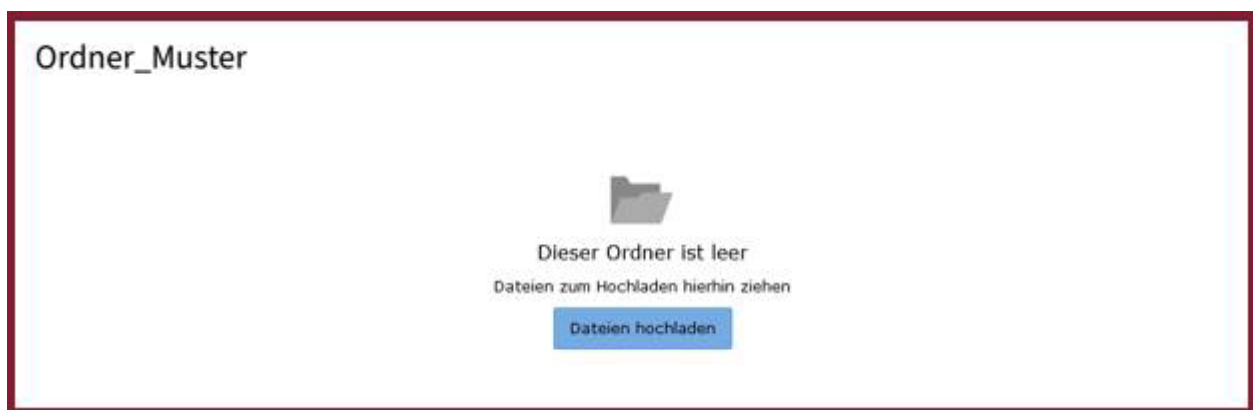 Ordner_Muster
Dieser Ordner ist leer
Dateien zum Hochladen hierhin ziehen
Dateien hochladen